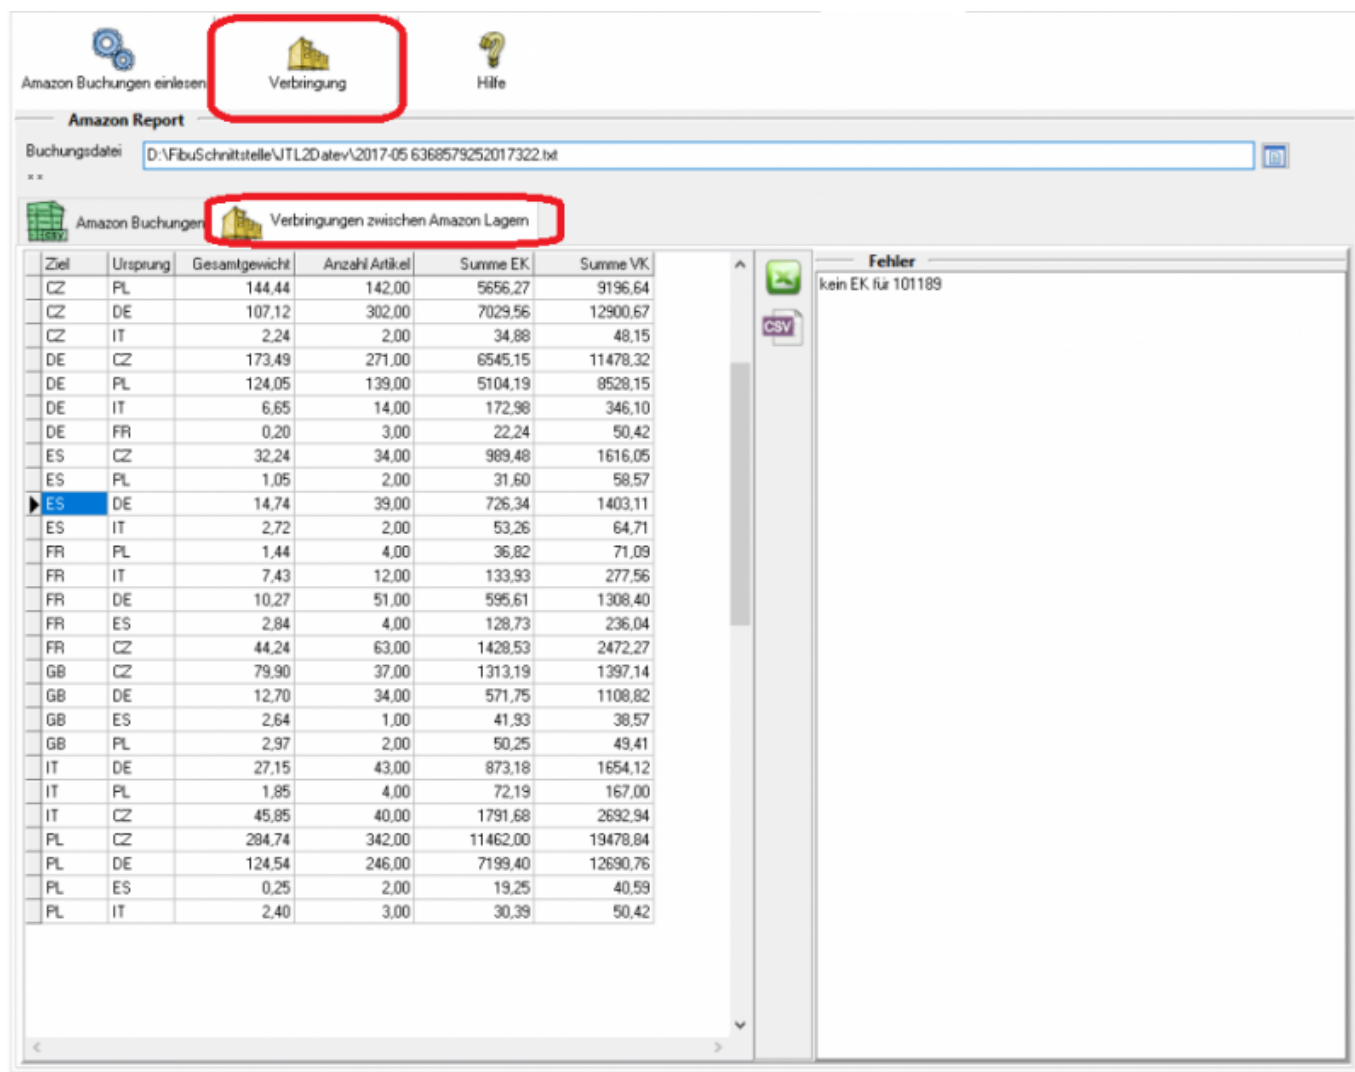 Amazon Buchungen einlesen Verbringung Hilfe
Amazon Report
Buchungsdatei D:\FibuSchnittstelle\JTL2Datev\2017-05 6368579252017322.txt
××
Amazon Buchungen Verbringungen zwischen Amazon Lagern
Ziel Ursprung Gesamtgewicht Anzahl Artikel Summe EK Summe VK Fehler
CZ PL 144,44 142,00 5656,27 9196,64 kein EK für 101189
CZ DE 107,12 302,00 7029,56 12900,67
CZ IT 2,24 2,00 34,88 48,15
DE CZ 173,49 271,00 6545,15 11478,32
DE PL 124,05 139,00 5104,19 8528,15
DE IT 6,65 14,00 172,98 346,10
DE FR 0,20 3,00 22,24 50,42
ES CZ 32,24 34,00 989,48 1616,05
ES PL 1,05 2,00 31,60 58,57
ES DE 14,74 39,00 726,34 1403,11
ES IT 2,72 2,00 53,26 64,71
FR PL 1,44 4,00 36,82 71,09
FR IT 7,43 12,00 133,93 277,56
FR DE 10,27 51,00 595,61 1308,40
FR ES 2,84 4,00 128,73 236,04
FR CZ 44,24 63,00 1428,53 2472,27
GB CZ 79,90 37,00 1313,19 1397,14
GB DE 12,70 34,00 571,75 1108,82
GB ES 2,64 1,00 41,93 38,57
GB PL 2,97 2,00 50,25 49,41
IT DE 27,15 43,00 873,18 1654,12
IT PL 1,85 4,00 72,19 167,00
IT CZ 45,85 40,00 1791,68 2692,94
PL CZ 284,74 342,00 11462,00 19478,84
PL DE 124,54 246,00 7199,40 12690,76
PL ES 0,25 2,00 19,25 40,59
PL IT 2,40 3,00 30,39 50,42
CSV